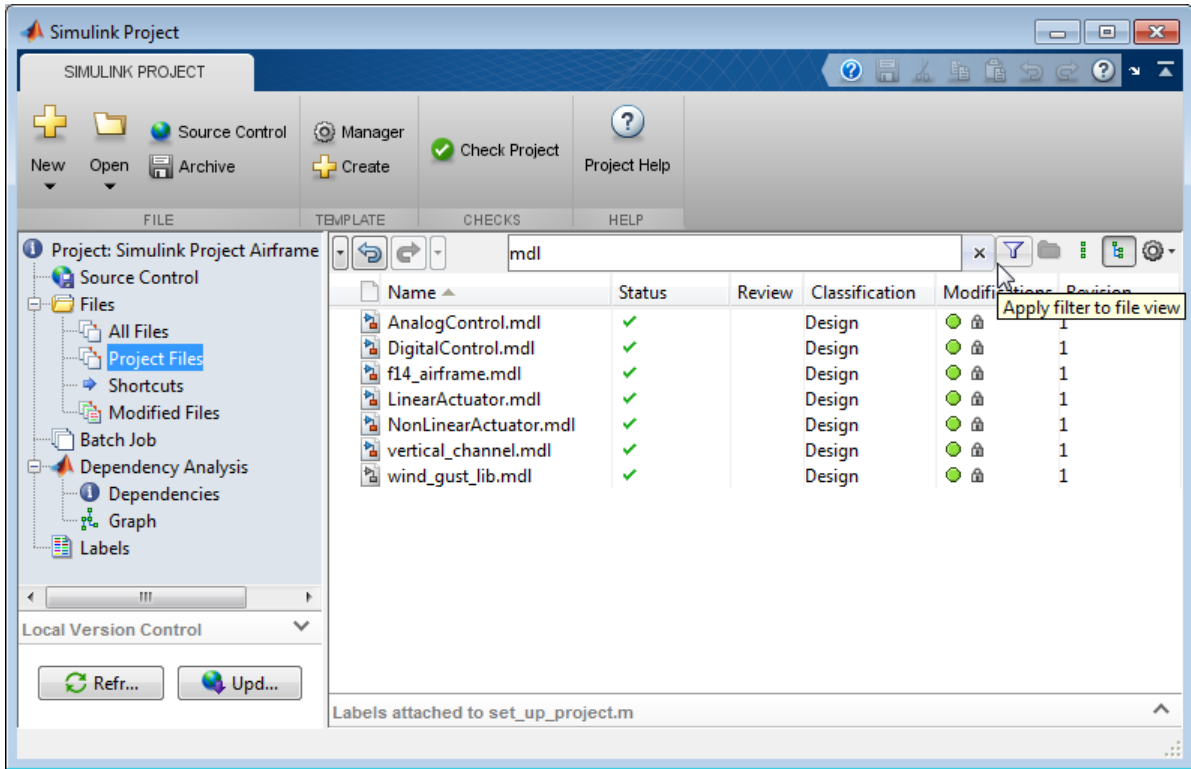 Simulink Project
SIMULINK PROJECT
New
Open
Source Control
Archive
FILE
Manager
Create
TEMPLATE
Check Project
CHECKS
Project Help
HELP
Project: Simulink Project Airframe
Source Control
Files
All Files
Project Files
Shortcuts
Modified Files
Batch Job
Dependency Analysis
Dependencies
Graph
Labels
Local Version Control
Refr...
Upd...
mdl
Name Status Review Classification Modifications Revision
Apply filter to file view
AnalogControl.mdl Design 1
DigitalControl.mdl Design 1
f14_airframe.mdl Design 1
LinearActuator.mdl Design 1
NonLinearActuator.mdl Design 1
vertical_channel.mdl Design 1
wind_gust_lib.mdl Design 1
Labels attached to set_up_project.m